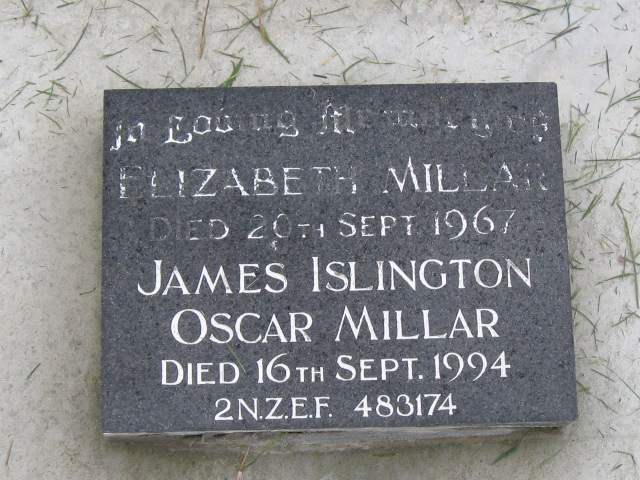 In Loving Memory of
ELIZABETH MILLAR
DIED 20TH SEPT 1967
JAMES ISLINGTON
OSCAR MILLAR
DIED 16TH SEPT. 1994
2 N.Z.E.F. 483174